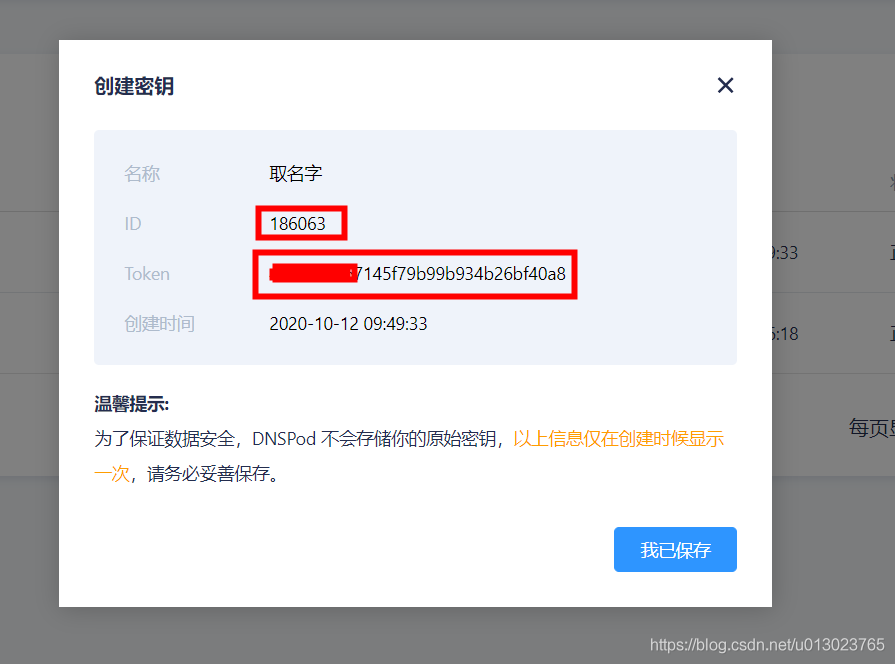 创建密钥
名称 取名字
ID 186063
Token 7145f79b99b934b26bf40a8
创建时间 2020-10-12 09:49:33
温馨提示:
为了保证数据安全，DNSPod 不会存储你的原始密钥，以上信息仅在创建时候显示
一次，请务必妥善保存。
我已保存
:33
:18
每页
https://blog.csdn.net/u013023765